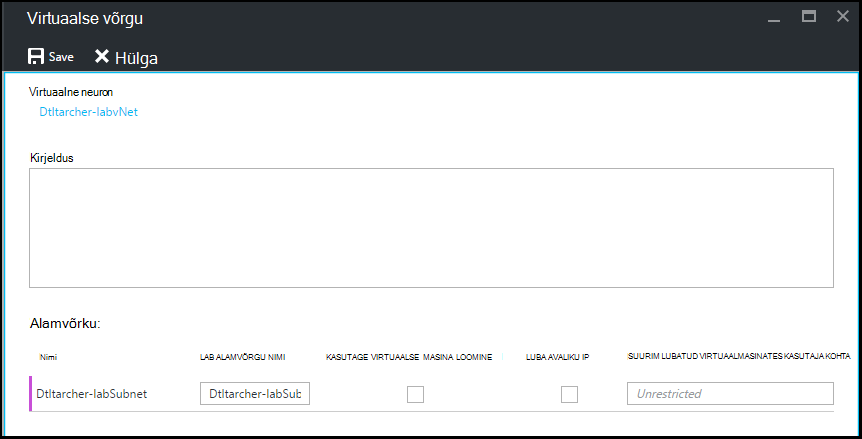 Virtuaalse võrgu
Save Hülga
Virtuaalne neuron
Dtltarcher-labvNet
Kirjeldus
Alamvõrku:
Nimi LAB ALAMVÕRGU NIMI KASUTAGE VIRTUAALSE MASINA LOOMINE LUBA AVALIKU IP SUURIM LUBATUD VIRTUAALMASINATES KASUTAJA KOHTA
Dtltarcher-labSubnet Dtltarcher-labSub Unrestricted